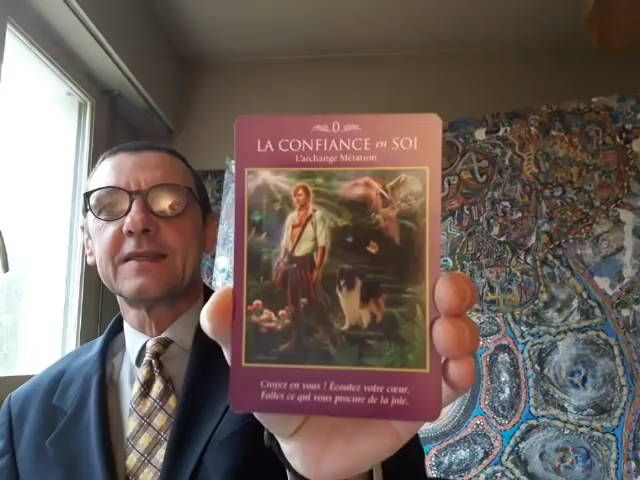 0
LA CONFIANCE en SOI
L'archange Métatron
Croyez en vous ! Écoutez votre cœur.
Faites ce qui vous procure de la joie.